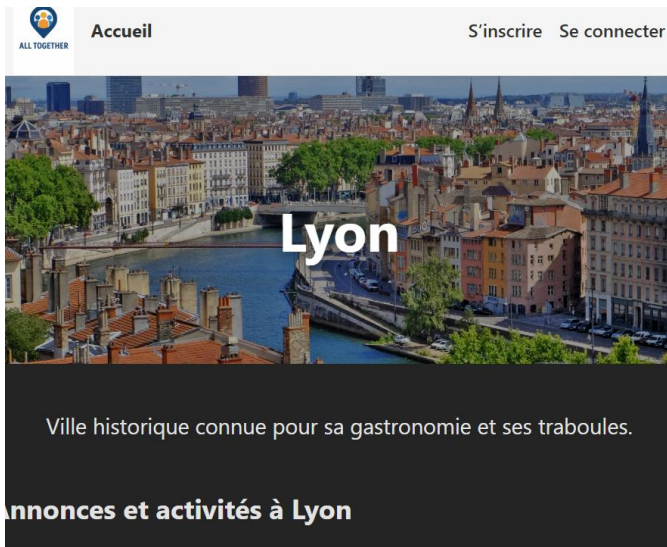 ALL TOGETHER
Accueil S'inscrire Se connecter
Lyon
Ville historique connue pour sa gastronomie et ses traboules.
Annonces et activités à Lyon